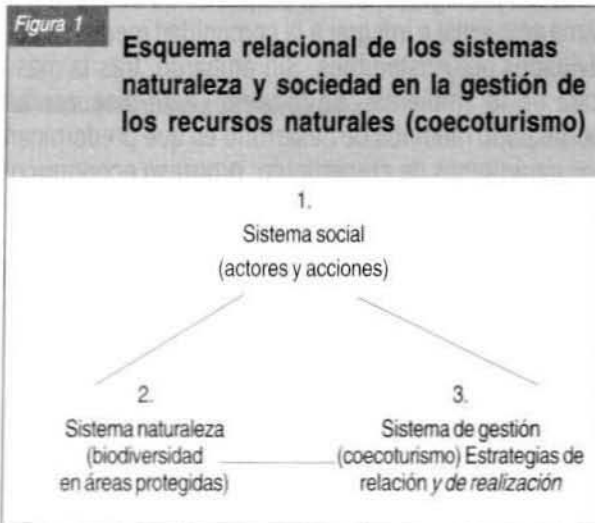 Figura 1
Esquema relacional de los sistemas
naturaleza y sociedad en la gestión de
los recursos naturales (coecoturismo)
1.
Sistema social
(actores y acciones)
2.
Sistema naturaleza
(biodiversidad
en áreas protegidas)
3.
Sistema de gestión
(coecoturismo) Estrategias de
relación y de realización